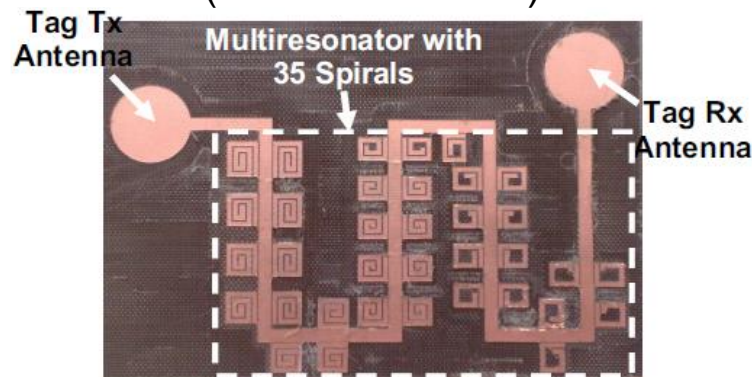 Tag Tx
Antenna
Multiresonator with
35 Spirals
Tag Rx
Antenna